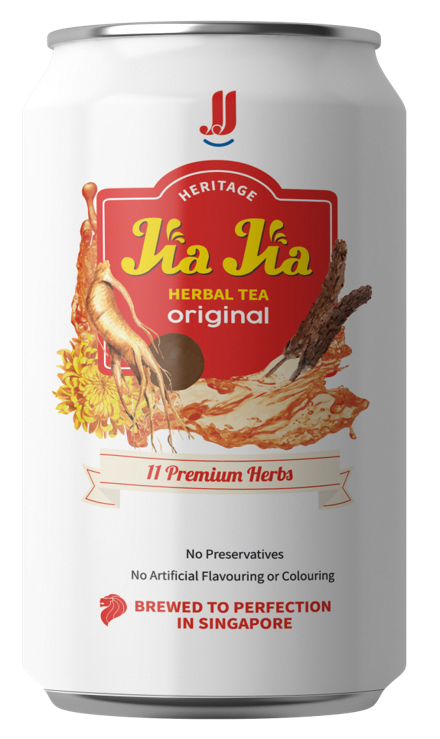 JJ
HERITAGE
Jia Jia
HERBAL TEA
original
11 Premium Herbs
No Preservatives
No Artificial Flavouring or Colouring
BREWED TO PERFECTION
IN SINGAPORE